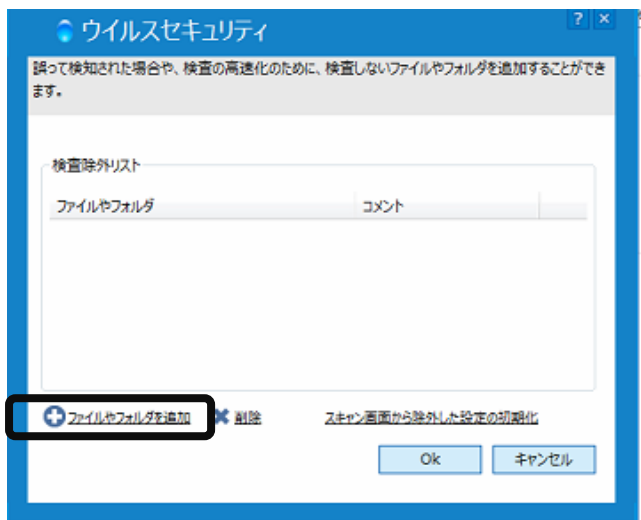 ウイルスセキュリティ
? ×
誤って検知された場合や、検査の高速化のために、検査しないファイルやフォルダを追加することができ
ます。
検査除外リスト
ファイルやフォルダ コメント
ファイルやフォルダを追加 削除 スキャン画面から除外した設定の初期化
Ok キャンセル